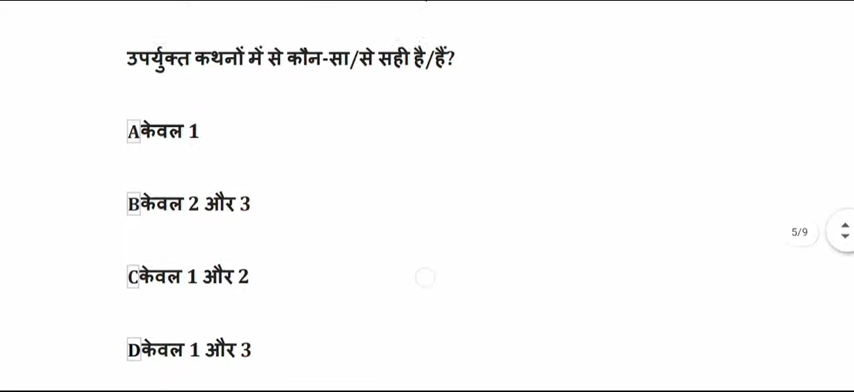 उपर्युक्त कथनों में से कौन-सा/से सही है/हैं?
Aकेवल 1
Bकेवल 2 और 3
5/9
Cकेवल 1 और 2
Dकेवल 1 और 3